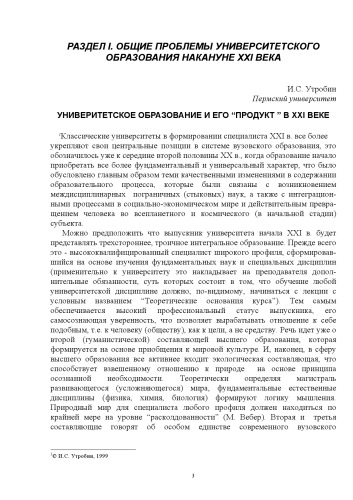 РАЗДЕЛ I. ОБЩИЕ ПРОБЛЕМЫ УНИВЕРСИТЕТСКОГО
ОБРАЗОВАНИЯ НАКАНУНЕ XXI ВЕКА
И.С. Утробин
Пермский университет
УНИВЕРИТЕТСКОЕ ОБРАЗОВАНИЕ И ЕГО “ПРОДУКТ ” В XXI ВЕКЕ
¹Классические университеты в формировании специалиста XXI в. все более
укрепляют свои центральные позиции в системе вузовского образования, это
обозначилось уже к середине второй половины XX в., когда образование начало
приобретать все более фундаментальный и универсальный характер, что было
обусловлено главным образом теми качественными изменениями в содержании
образовательного процесса, которые были связаны с возникновением
междисциплинарных пограничных (стыковых) наук, а также с интеграцион-
ными процессами в социально-экономическом мире и действительным превра-
щением человека во всепланетного и космического (в начальной стадии)
субъекта.
Можно предположить что выпускник университета начала XXI в. будет
представлять трехстороннее, троичное интегральное образование. Прежде всего
это - высококвалифицированный специалист широкого профиля, сформировав-
шийся на основе изучения фундаментальных наук и специальных дисциплин
(применительно к университету это накладывает на преподавателя допол-
нительные обязанности, суть которых состоит в том, что обучение любой
университетской дисциплине должно, по-видимому, начинаться с лекции с
условным названием “Теоретические основания курса”). Тем самым
обеспечивается высокий профессиональный статус выпускника, его
самосознающая уверенность, что позволяет вырабатывать отношение к себе
подобным, т.е. к человеку (обществу), как к цели, а не средству. Речь идет уже о
второй (гуманистической) составляющей высшего образования, которая
формируется на основе приобщения к мировой культуре. И, наконец, в сферу
высшего образования все активнее входит экологическая составляющая, что
способствует взвешенному отношению к природе на основе принципа
осознанной необходимости. Теоретически определяя магистраль
развивающегося (усложняющегося) мира, фундаментальные естественные
дисциплины (физика, химия, биология) формируют логику мышления.
Природный мир для специалиста любого профиля должен находиться по
крайней мере на уровне “расколдованности” (М. Вебер). Вторая и третья
составляющие говорят об особом единстве современного вузовского
¹© И.С. Утробин, 1999
3